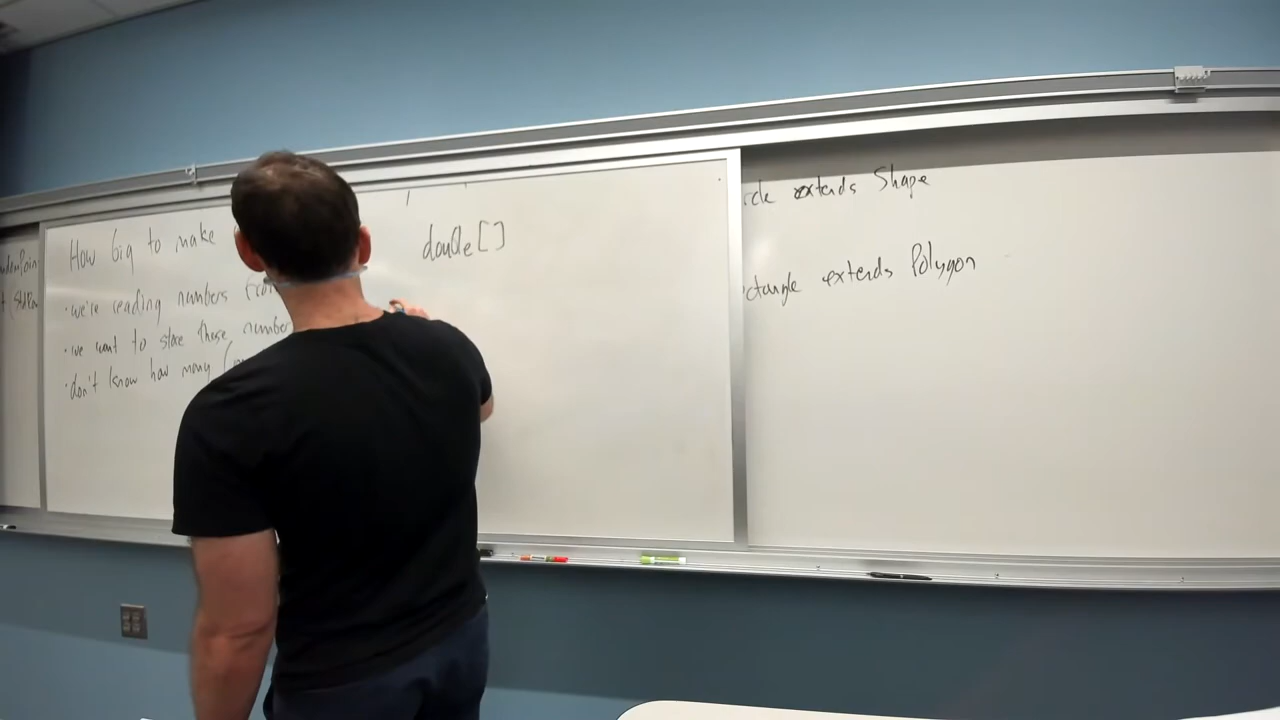 How big to make
· we're reading numbers from
· we want to store these number
· don't know how many
double[]
rcle extends Shape
ctangle extends Polygon